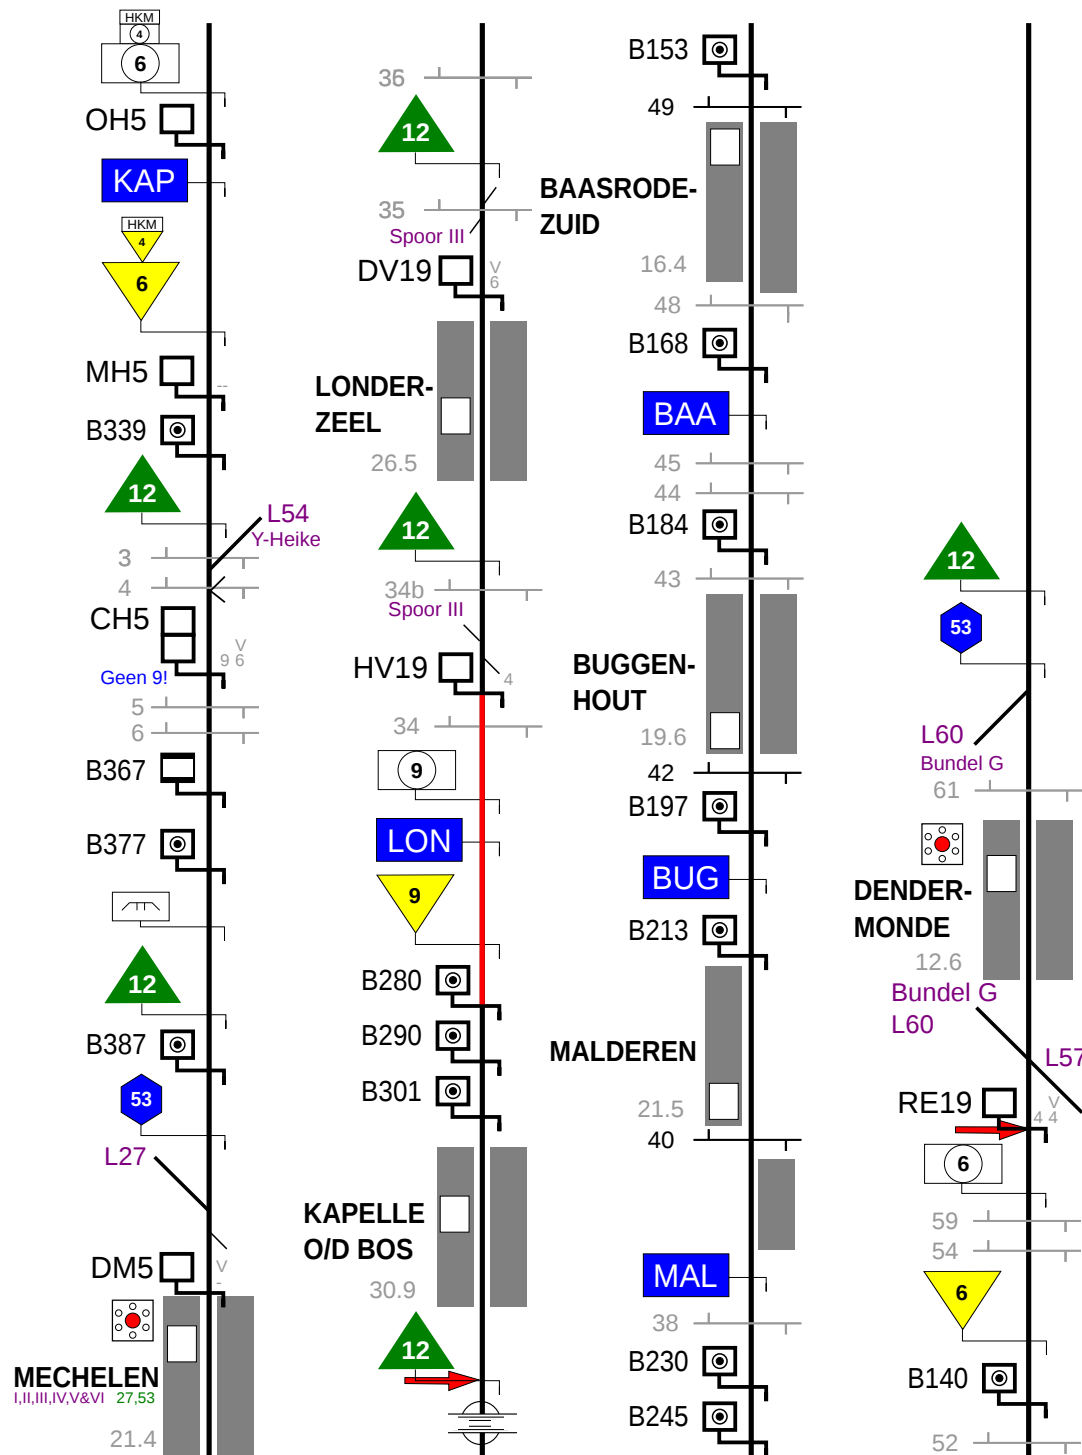 HKM
4
6
OH5
KAP
HKM
4
6
MH5
--
B339
12
L54
Y-Heike
3
4
CH5
V
9 6
Geen 9!
5
6
B367
B377
12
B387
53
L27
DM5
V
-
MECHELEN
I,II,III,IV,V&VI 27,53
21.4
36
12
35
Spoor III
DV19
V
6
LONDER-
ZEEL
26.5
12
34b
Spoor III
HV19
4
34
9
LON
9
B280
B290
B301
KAPELLE
O/D BOS
30.9
12
B153
49
BAASRODE-
ZUID
16.4
48
B168
BAA
45
44
B184
43
BUGGEN-
HOUT
19.6
42
B197
BUG
B213
MALDEREN
21.5
40
MAL
38
B230
B245
12
53
L60
Bundel G
61
DENDER-
MONDE
12.6
Bundel G
L60
L57
RE19
V
4 4
6
59
54
6
B140
52